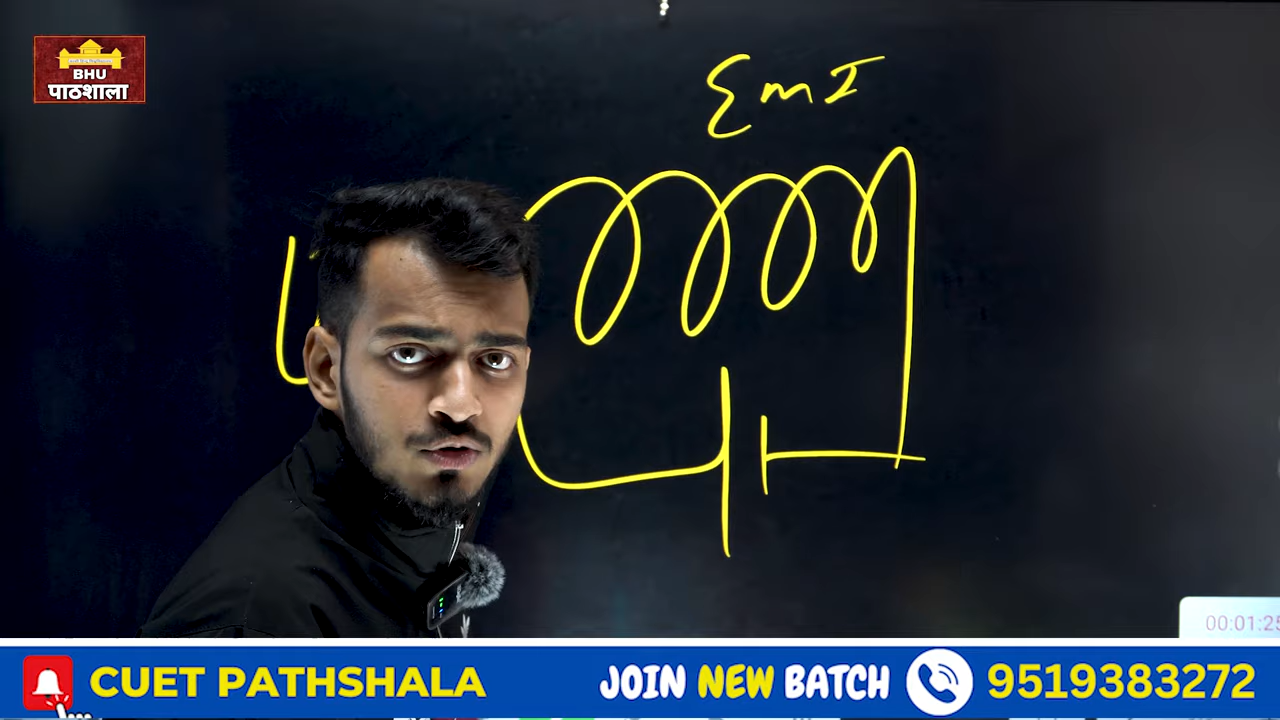 BHU
पाठशाला
EmI
00:01:25
CUET PATHSHALA
JOIN NEW BATCH
9519383272